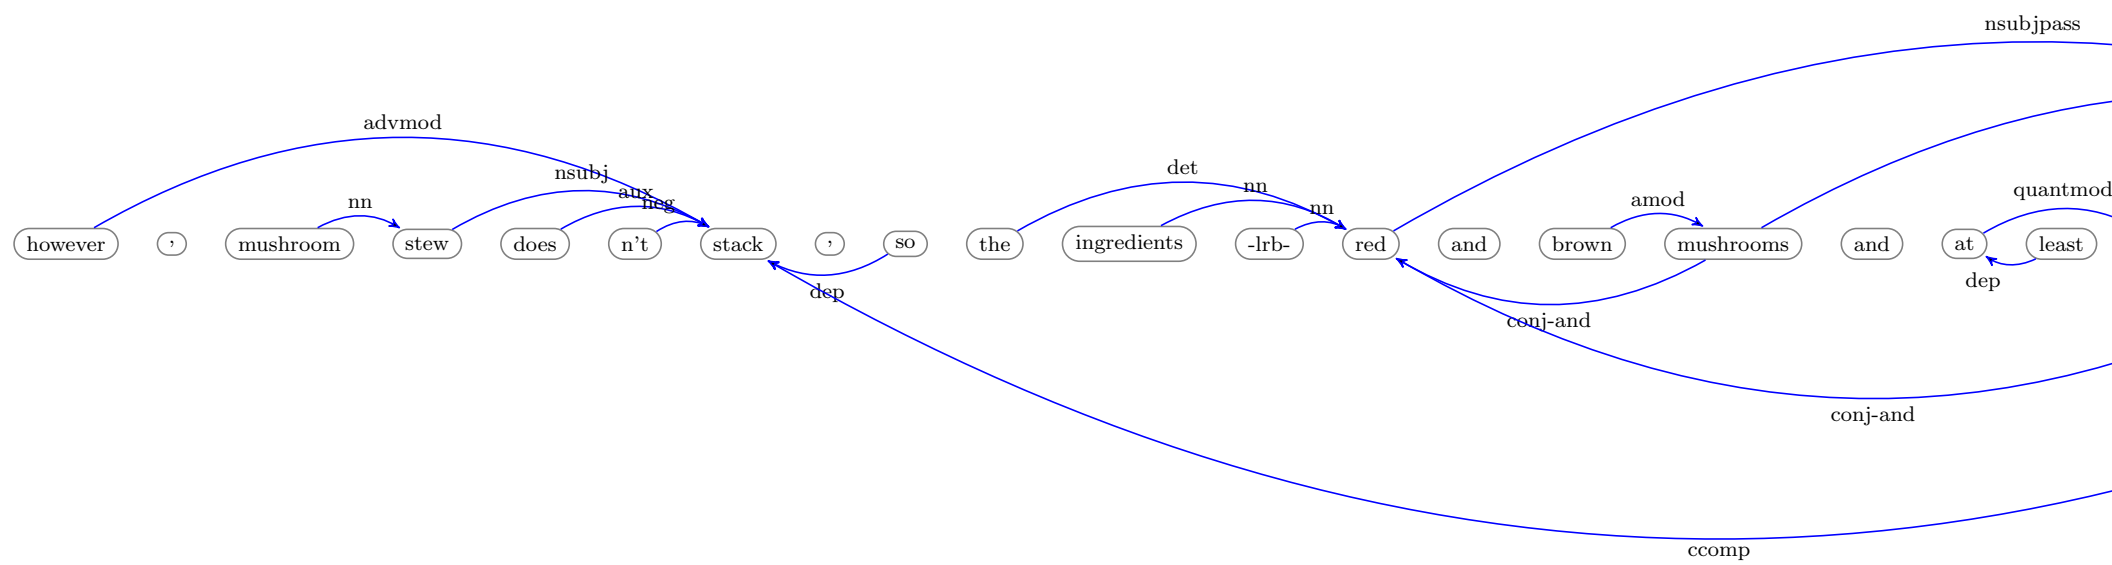 nsubjpass
advmod
det
nsubj
nn
aux
neg
nn
nn
amod
quantmod
however , mushroom stew does n't stack , so the ingredients -lrb- red and brown mushrooms and at least
dep
dep
conj-and
conj-and
ccomp